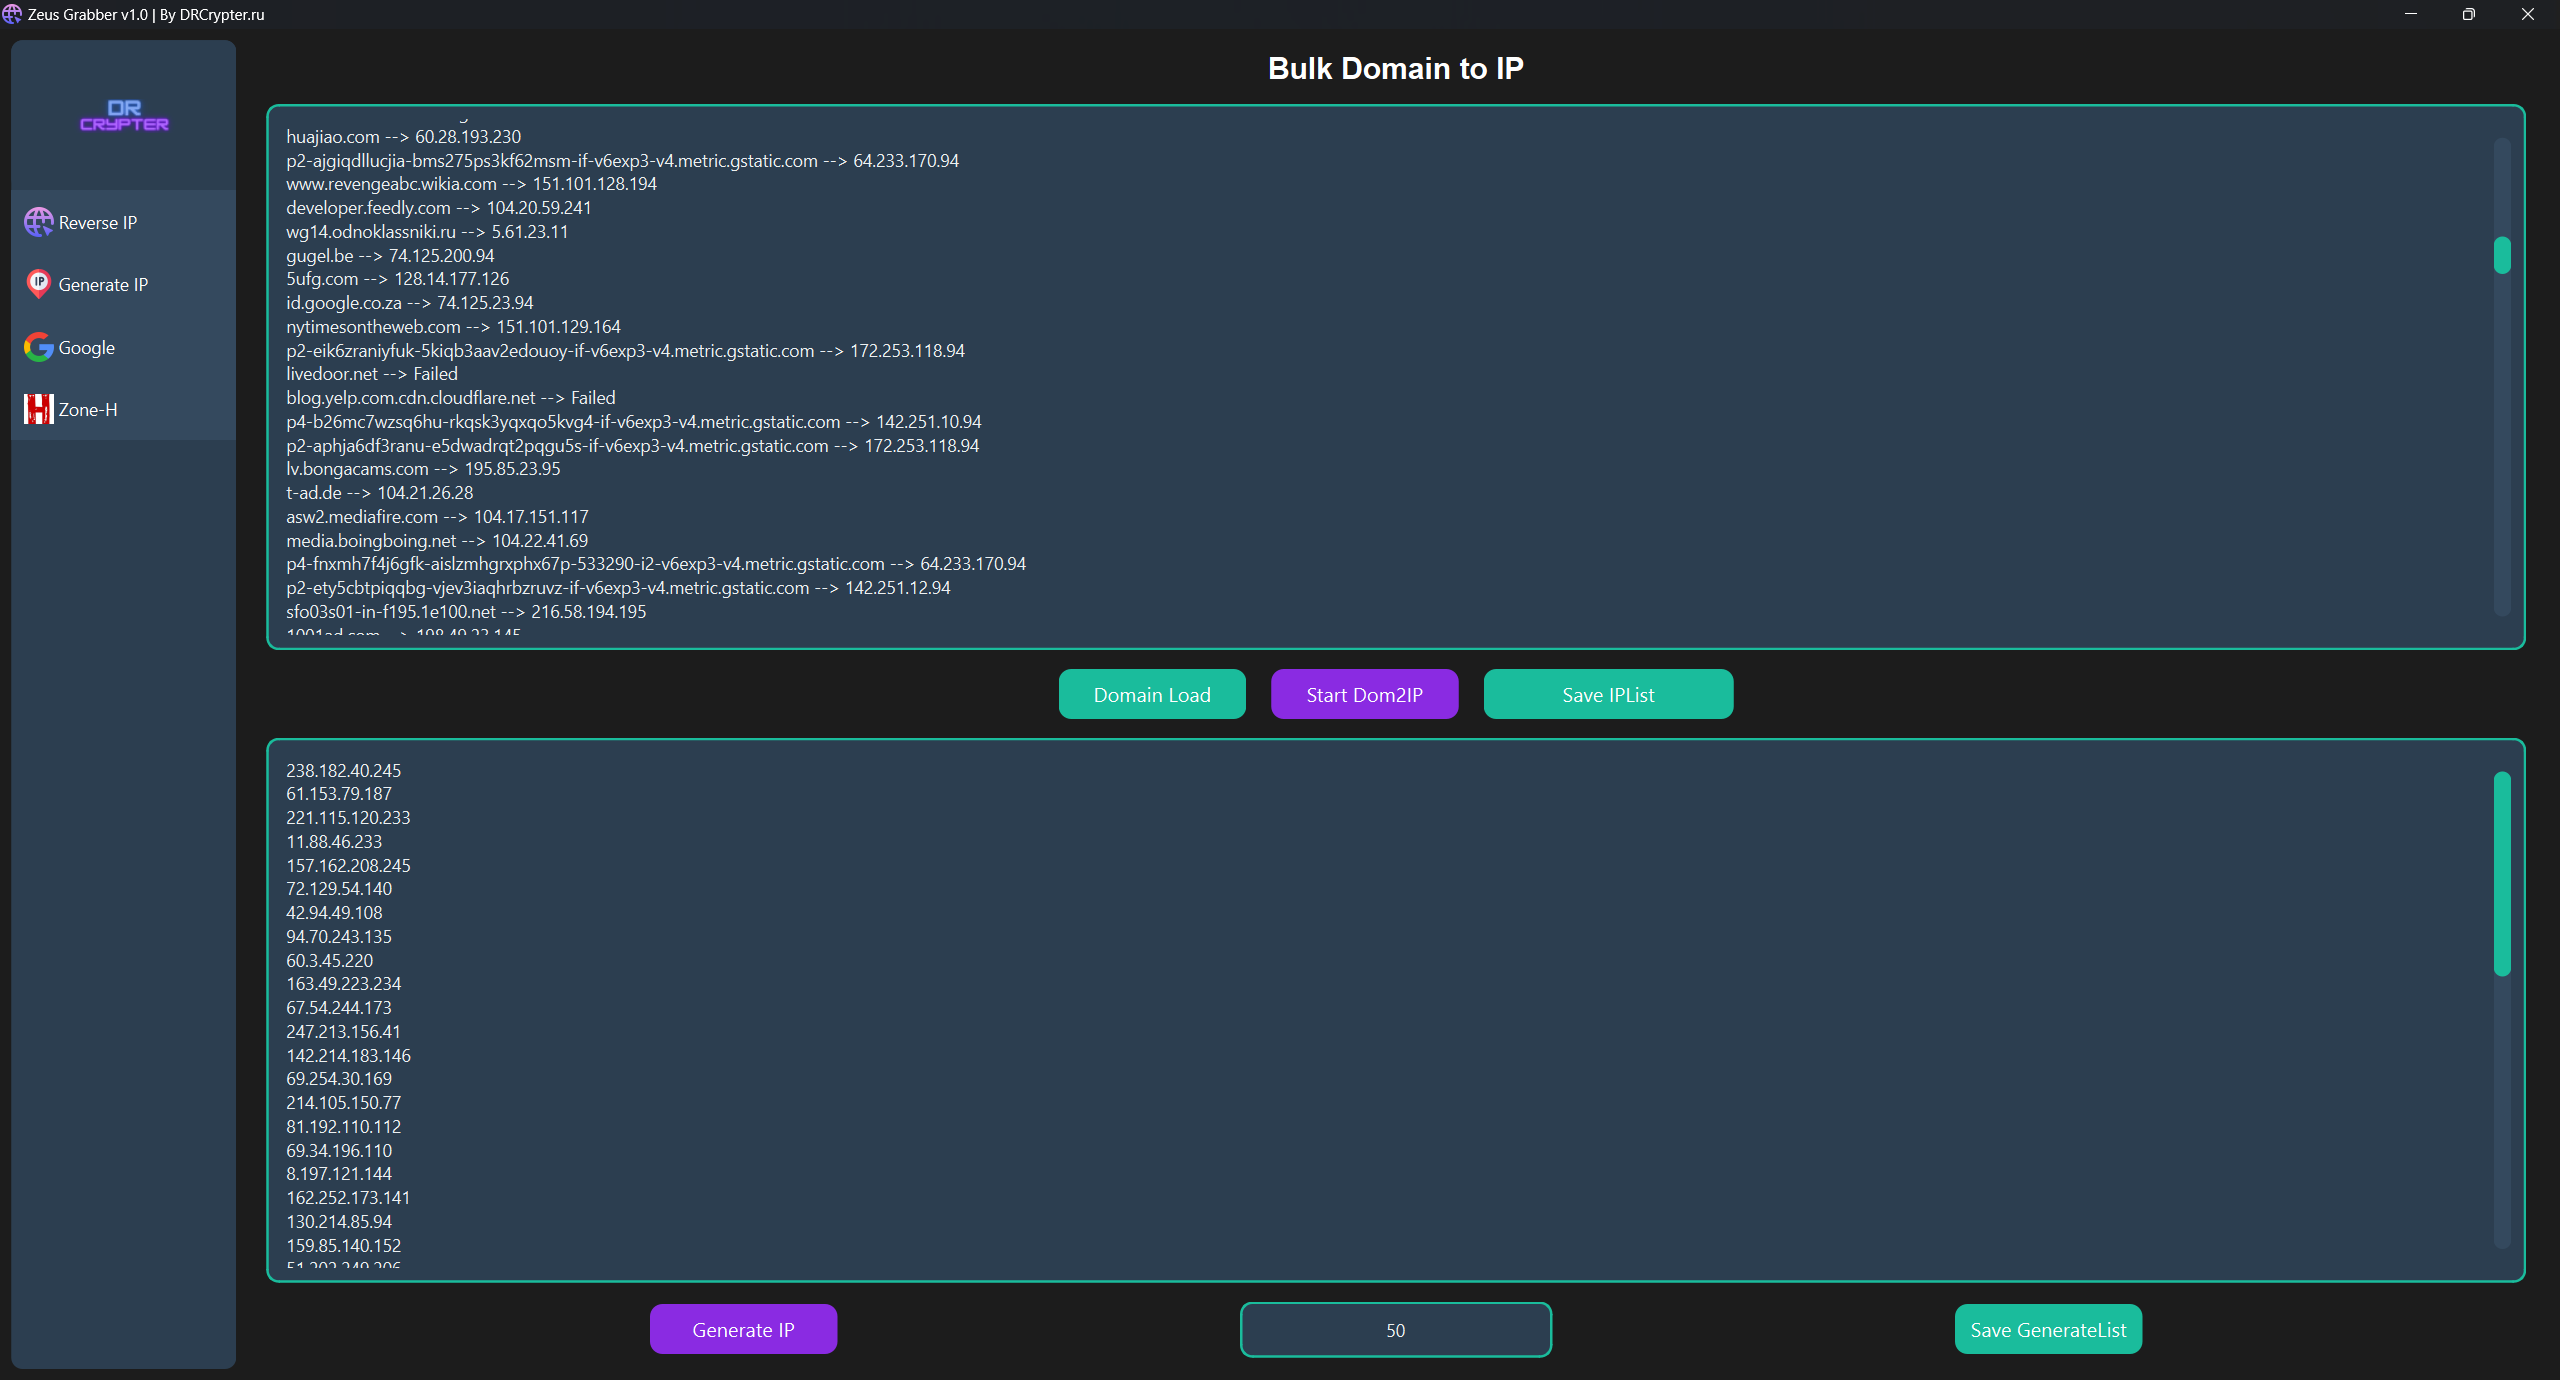 Zeus Grabber v1.0 | By DRCrypter.ru
DR
CRYPTER
Reverse IP
Generate IP
Google
Zone-H
Bulk Domain to IP
huajiao.com --> 60.28.193.230
p2-ajgiqdllucjia-bms275ps3kf62msm-if-v6exp3-v4.metric.gstatic.com --> 64.233.170.94
www.revengeabc.wikia.com --> 151.101.128.194
developer.feedly.com --> 104.20.59.241
wg14.odnoklassniki.ru --> 5.61.23.11
gugel.be --> 74.125.200.94
5ufg.com --> 128.14.177.126
id.google.co.za --> 74.125.23.94
nytimesontheweb.com --> 151.101.129.164
p2-eik6zraniyfuk-5kiqb3aav2edouoy-if-v6exp3-v4.metric.gstatic.com --> 172.253.118.94
livedoor.net --> Failed
blog.yelp.com.cdn.cloudflare.net --> Failed
p4-b26mc7wzsq6hu-rkqsk3yqxqo5kvg4-if-v6exp3-v4.metric.gstatic.com --> 142.251.10.94
p2-aphja6df3ranu-e5dwadrqt2pqgu5s-if-v6exp3-v4.metric.gstatic.com --> 172.253.118.94
lv.bongacams.com --> 195.85.23.95
t-ad.de --> 104.21.26.28
asw2.mediafire.com --> 104.17.151.117
media.boingboing.net --> 104.22.41.69
p4-fnxmh7f4j6gfk-aislzmhgrxphx67p-533290-i2-v6exp3-v4.metric.gstatic.com --> 64.233.170.94
p2-ety5cbtpiqqbg-vjev3iaqhrbzruvz-if-v6exp3-v4.metric.gstatic.com --> 142.251.12.94
sfo03s01-in-f195.1e100.net --> 216.58.194.195
1001ad.com --> 198.49.23.145
Domain Load
Start Dom2IP
Save IPList
238.182.40.245
61.153.79.187
221.115.120.233
11.88.46.233
157.162.208.245
72.129.54.140
42.94.49.108
94.70.243.135
60.3.45.220
163.49.223.234
67.54.244.173
247.213.156.41
142.214.183.146
69.254.30.169
214.105.150.77
81.192.110.112
69.34.196.110
8.197.121.144
162.252.173.141
130.214.85.94
159.85.140.152
Generate IP
50
Save GenerateList